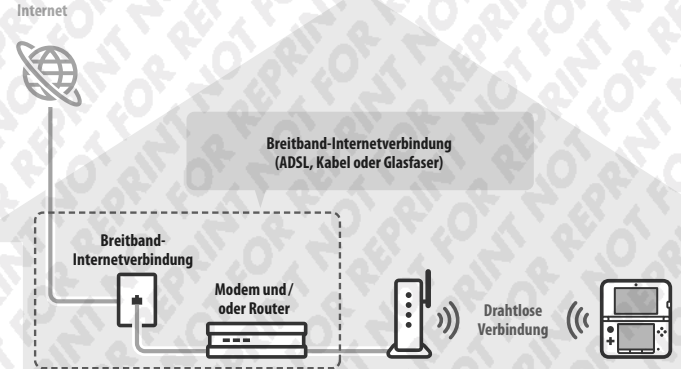 Internet
Breitband-Internetverbindung
(ADSL, Kabel oder Glasfaser)
Breitband-
Internetverbindung
Modem und /
oder Router
Drahtlose
Verbindung
NOT FOR REPRINT